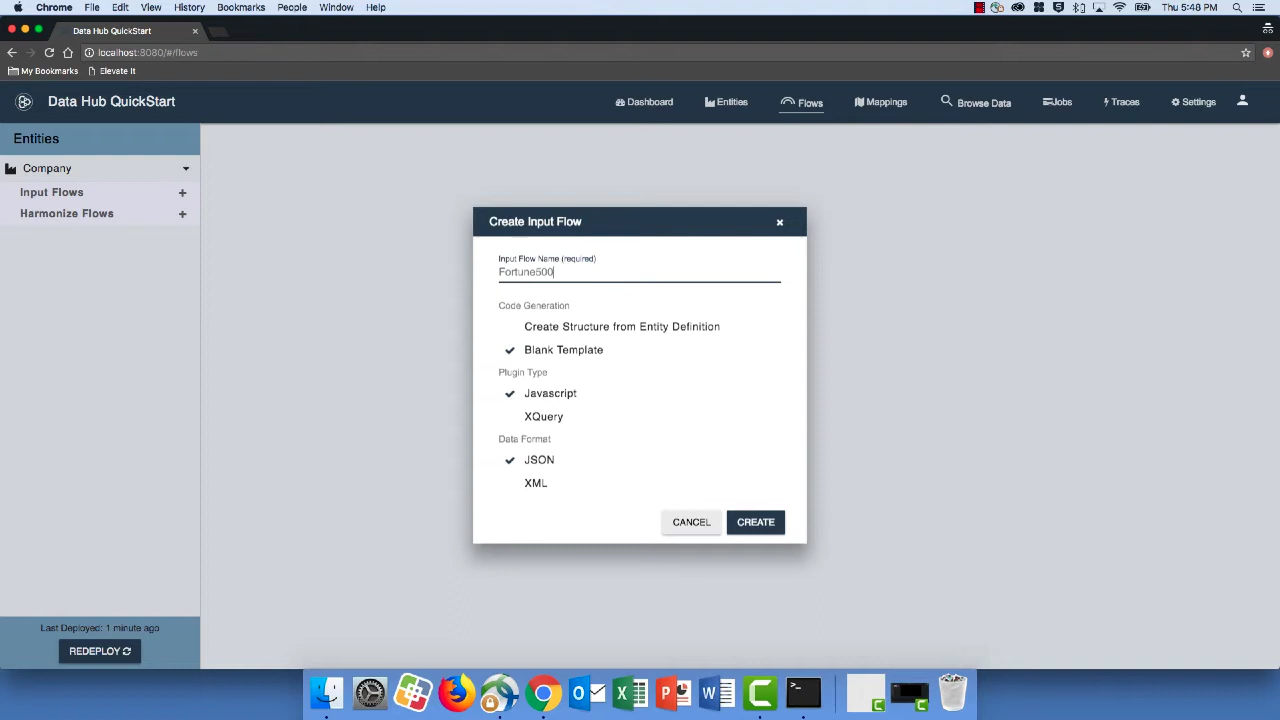 Chrome File Edit View History Bookmarks People Window Help Thu 5:48 PM
Data Hub QuickStart
localhost:8080/#/flows
My Bookmarks Elevate It
Data Hub QuickStart Dashboard Entities Flows Mappings Browse Data Jobs Traces Settings
Entities
Company
Input Flows +
Harmonize Flows +
Create Input Flow
Input Flow Name (required)
Fortune500
Code Generation
Create Structure from Entity Definition
Blank Template
Plugin Type
Javascript
XQuery
Data Format
JSON
XML
CANCEL CREATE
Last Deployed: 1 minute ago
REDEPLOY